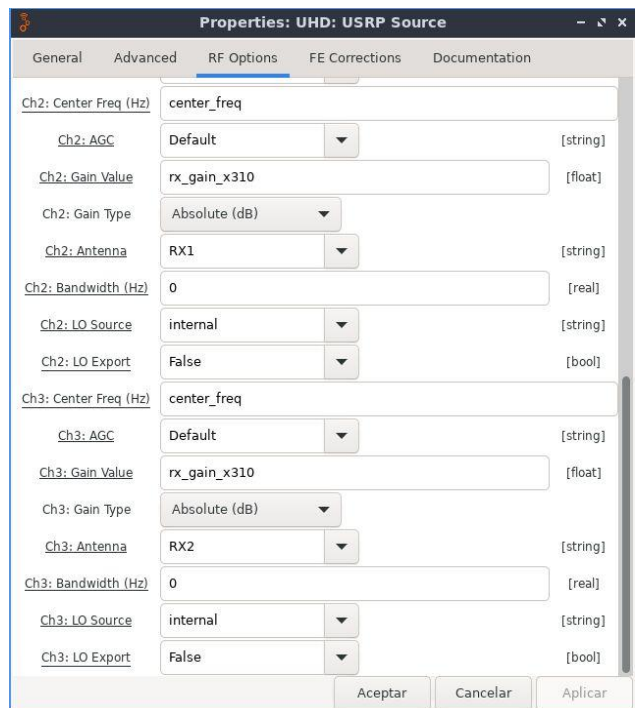 Properties: UHD: USRP Source
General Advanced RF Options FE Corrections Documentation
Ch2: Center Freq (Hz) center_freq
Ch2: AGC Default [string]
Ch2: Gain Value rx_gain_x310 [float]
Ch2: Gain Type Absolute (dB)
Ch2: Antenna RX1 [string]
Ch2: Bandwidth (Hz) 0 [real]
Ch2: LO Source internal [string]
Ch2: LO Export False [bool]
Ch3: Center Freq (Hz) center_freq
Ch3: AGC Default [string]
Ch3: Gain Value rx_gain_x310 [float]
Ch3: Gain Type Absolute (dB)
Ch3: Antenna RX2 [string]
Ch3: Bandwidth (Hz) 0 [real]
Ch3: LO Source internal [string]
Ch3: LO Export False [bool]
Aceptar Cancelar Aplicar